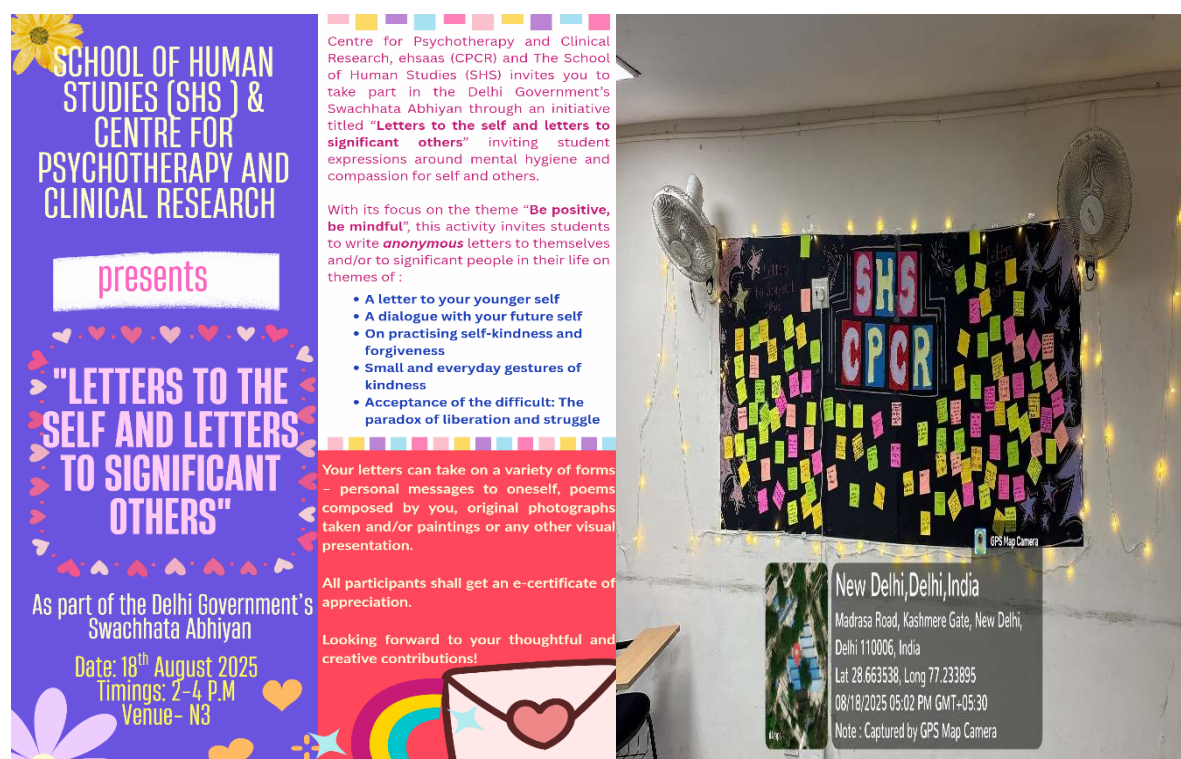 SCHOOL OF HUMAN
STUDIES (SHS ) &
CENTRE FOR
PSYCHOTHERAPY AND
CLINICAL RESEARCH
presents
"LETTERS TO THE
SELF AND LETTERS
TO SIGNIFICANT
OTHERS"
As part of the Delhi Government's
Swachhata Abhiyan
Date: 18th August 2025
Timings: 2-4 P.M
Venue- N3
Centre for Psychotherapy and Clinical
Research, ehsaas (CPCR) and The School
of Human Studies (SHS) invites you to
take part in the Delhi Government's
Swachhata Abhiyan through an initiative
titled "Letters to the self and letters to
significant others" inviting student
expressions around mental hygiene and
compassion for self and others.
With its focus on the theme "Be positive,
be mindful", this activity invites students
to write anonymous letters to themselves
and/or to significant people in their life on
themes of :
• A letter to your younger self
• A dialogue with your future self
• On practising self-kindness and
forgiveness
• Small and everyday gestures of
kindness
• Acceptance of the difficult: The
paradox of liberation and struggle
Your letters can take on a variety of forms
– personal messages to oneself, poems
composed by you, original photographs
taken and/or paintings or any other visual
presentation.
All participants shall get an e-certificate of
appreciation.
Looking forward to your thoughtful and
creative contributions!
SHS
CPCR
GPS Map Camera
New Delhi,Delhi,India
Madrasa Road, Kashmere Gate, New Delhi,
Delhi 110006, India
Lat 28.663538, Long 77.233895
08/18/2025 05:02 PM GMT+05:30
Note : Captured by GPS Map Camera